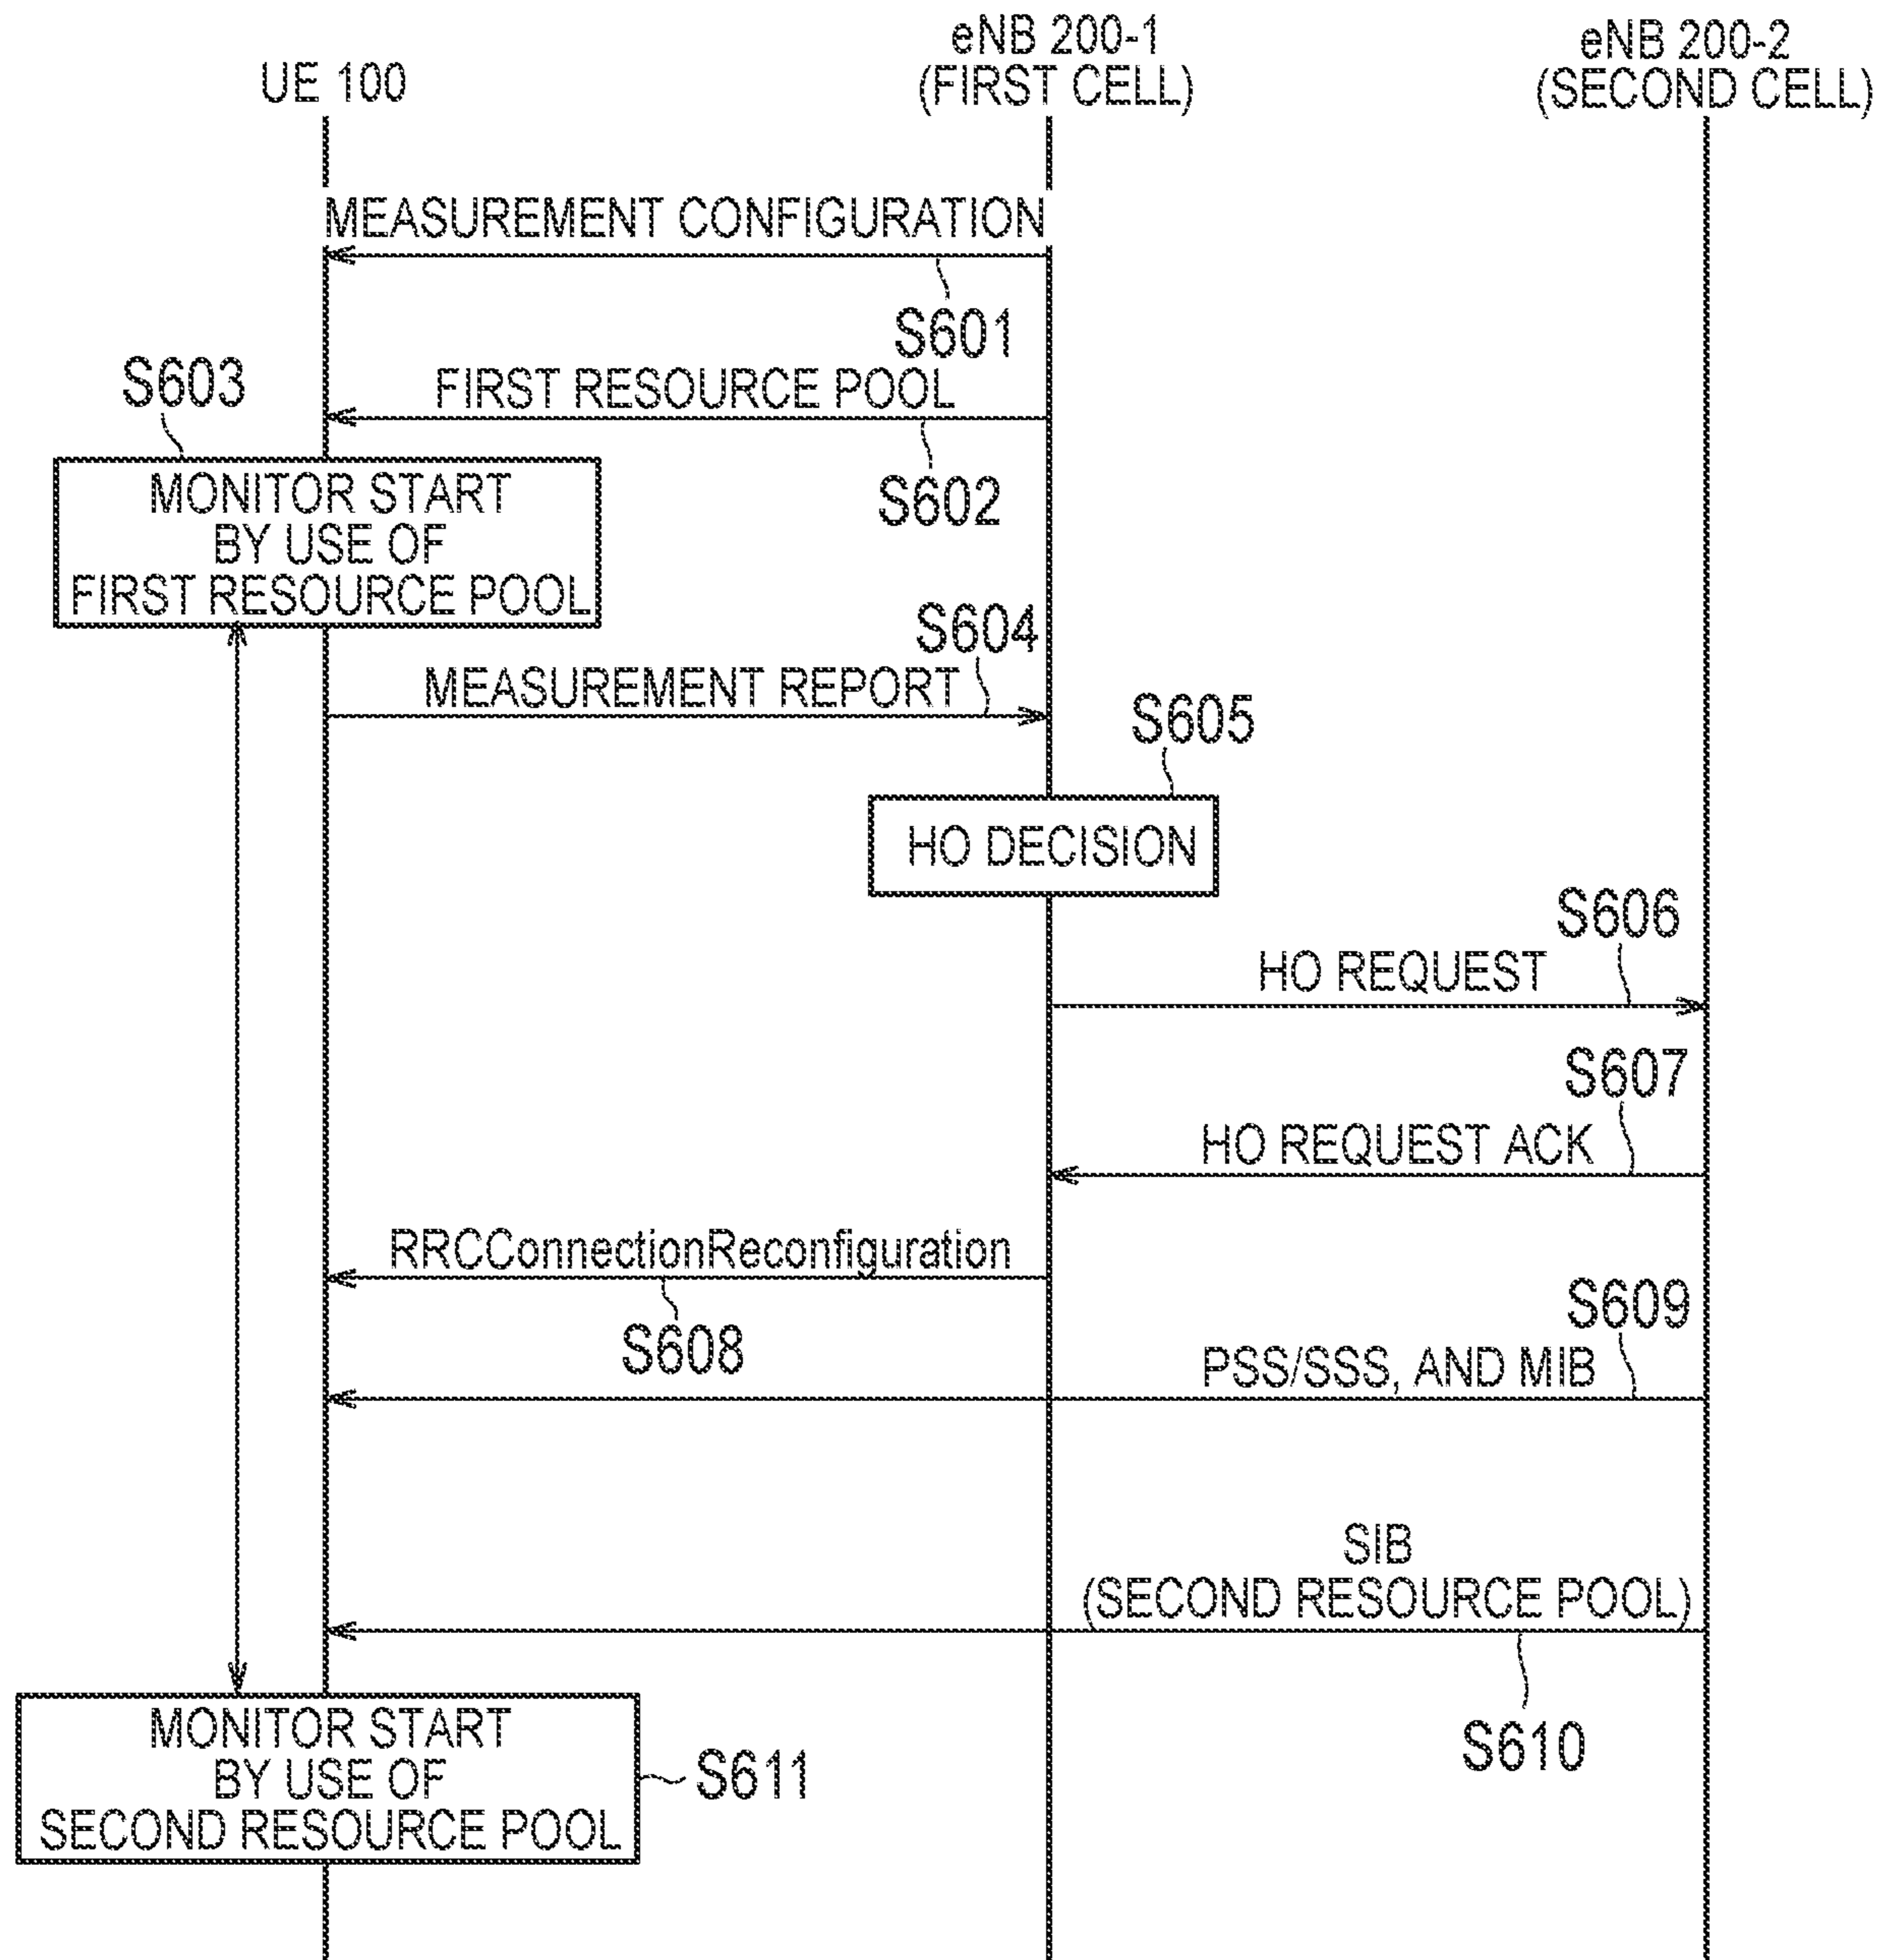 UE 100
eNB 200-1
(FIRST CELL)
eNB 200-2
(SECOND CELL)
MEASUREMENT CONFIGURATION
S601
S603
FIRST RESOURCE POOL
S602
MONITOR START
BY USE OF
FIRST RESOURCE POOL
S604
MEASUREMENT REPORT
S605
HO DECISION
S606
HO REQUEST
S607
HO REQUEST ACK
RRCConnectionReconfiguration
S608
S609
PSS/SSS, AND MIB
SIB
(SECOND RESOURCE POOL)
S610
MONITOR START
BY USE OF
SECOND RESOURCE POOL
S611